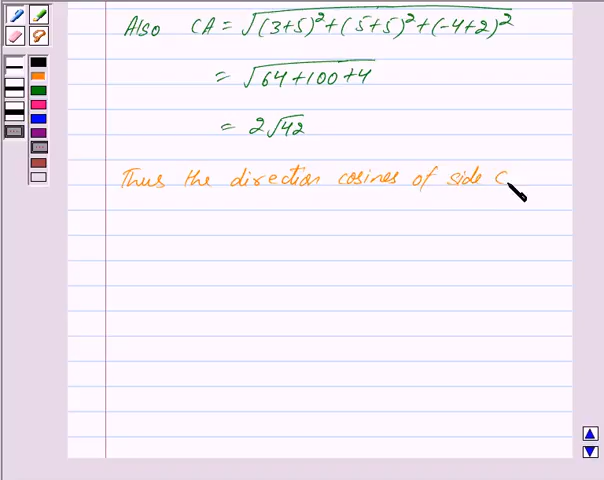 Also CA = √(3+5)²+(5+5)²+(-4+2)²
= √64+100+4
= 2√42
Thus the direction cosines of side C